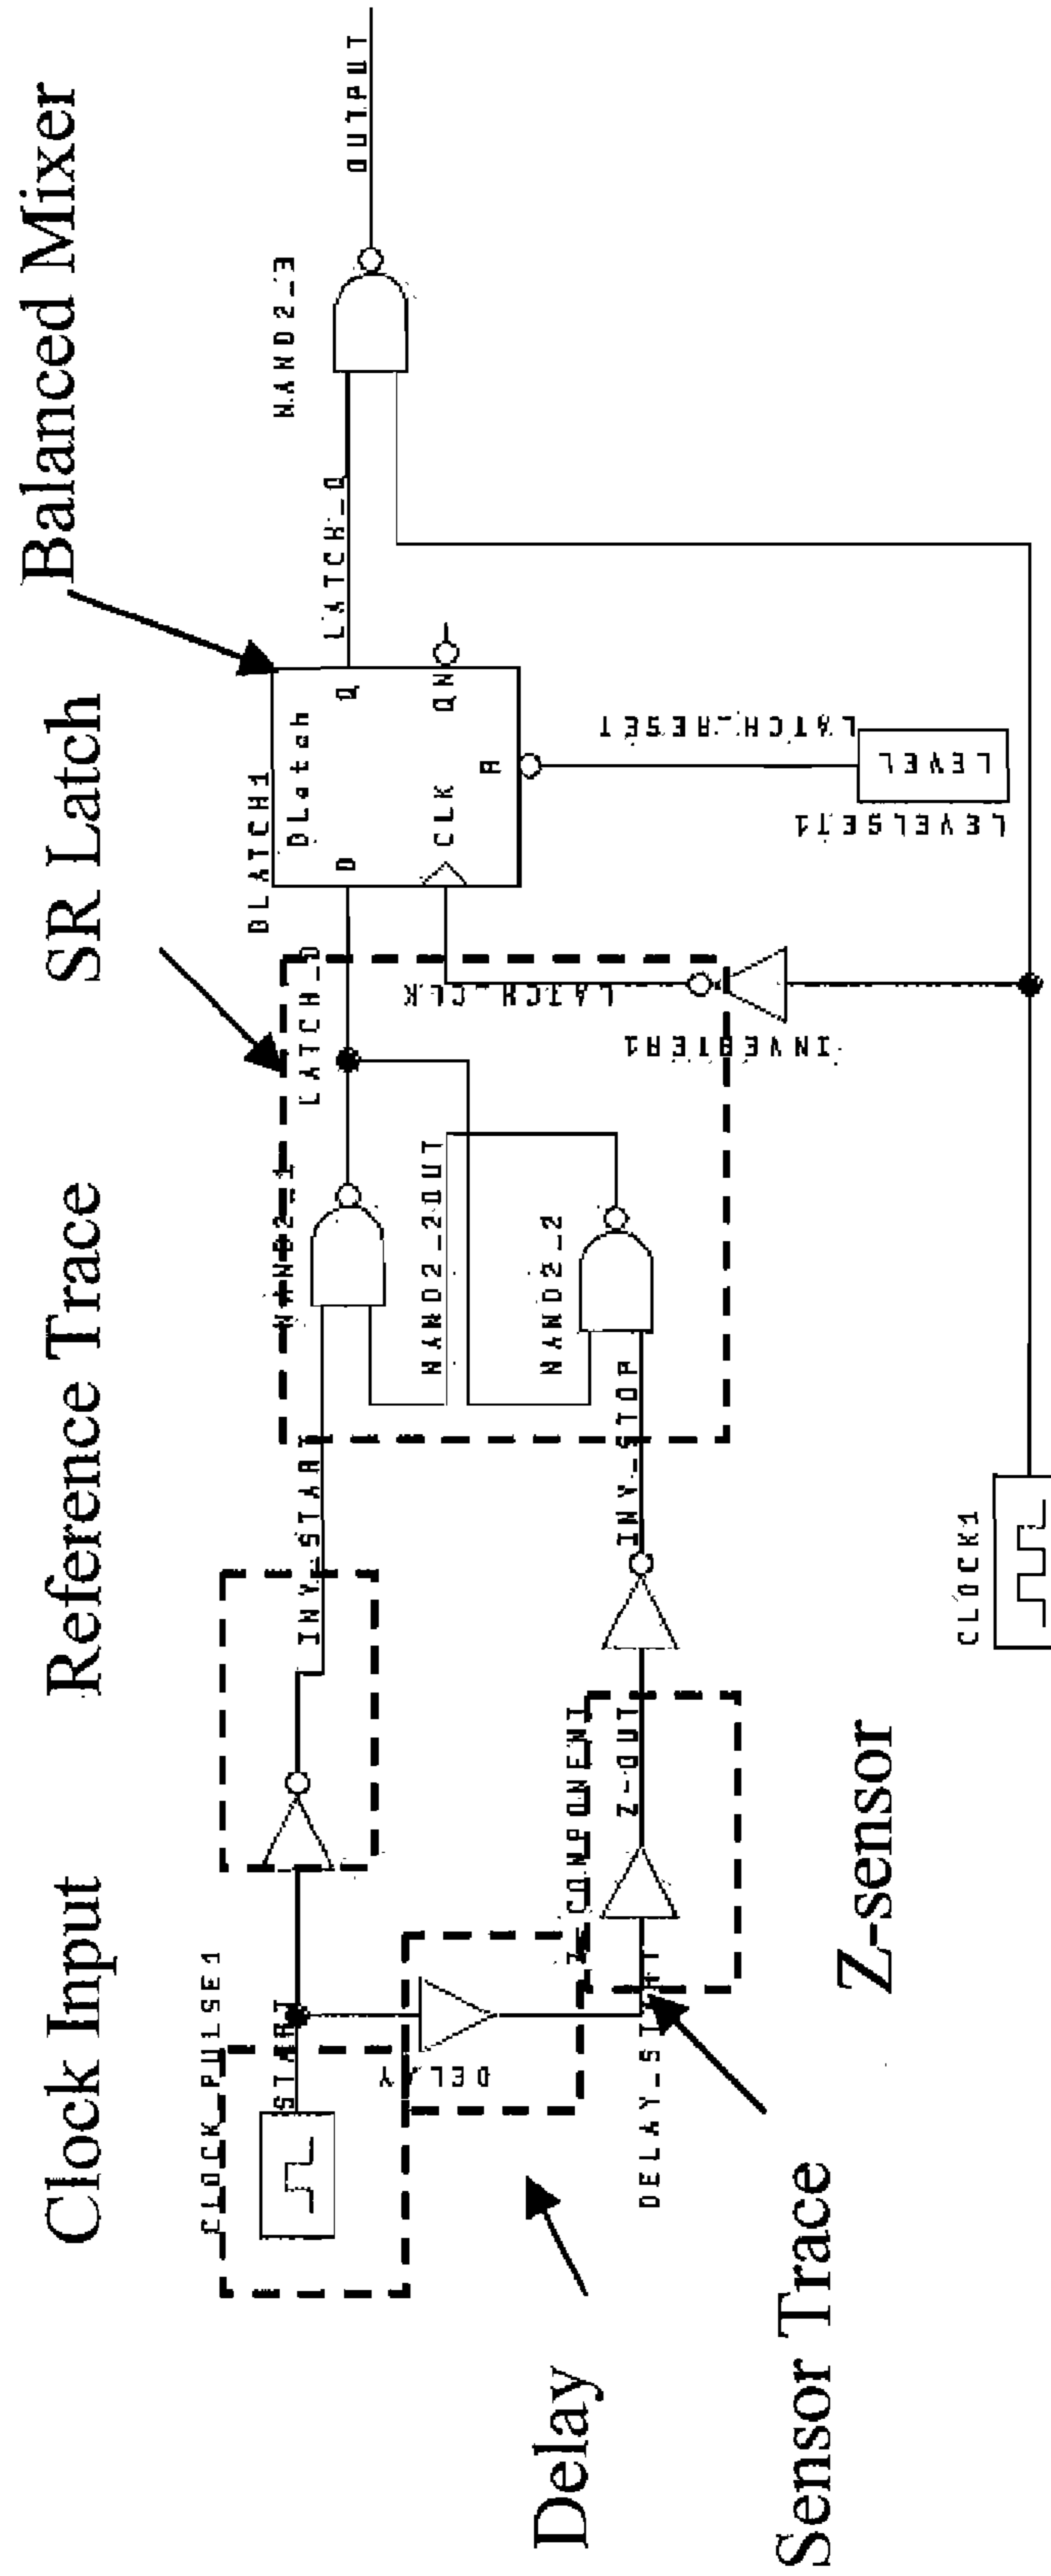 Clock Input
Reference Trace
SR Latch
Balanced Mixer
CLOCK_PULSE1
START
INV_START
NAND2_1
LATCH_D
DLATCH1
DLatch
D
Q
CLK
QN
R
LATCH_Q
NAND2_3
OUTPUT
DELAY
DELAY_START
Z_COMPONENT
Z-OUT
INV_STOP
NAND2_2OUT
NAND2_2
LATCH_CLK
INVERTER1
LATCH_RESET
LEVEL
LEVELSET1
CLOCK1
Delay
Sensor Trace
Z-sensor